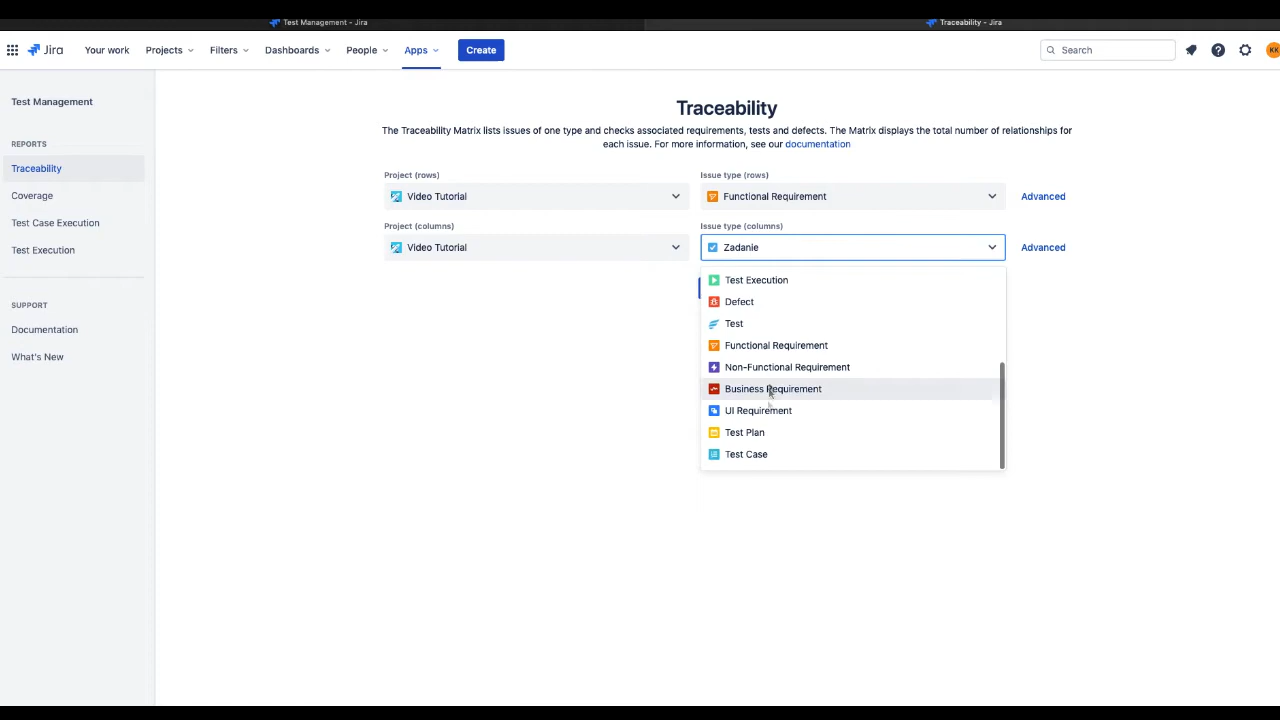 Test Management - Jira
Traceability - Jira
Jira
Your work
Projects
Filters
Dashboards
People
Apps
Create
Search
KK
Test Management
REPORTS
Traceability
Coverage
Test Case Execution
Test Execution
SUPPORT
Documentation
What's New
Traceability
The Traceability Matrix lists issues of one type and checks associated requirements, tests and defects. The Matrix displays the total number of relationships for
each issue. For more information, see our documentation
Project (rows)
Issue type (rows)
Video Tutorial
Functional Requirement
Advanced
Project (columns)
Issue type (columns)
Video Tutorial
Zadanie
Advanced
Test Execution
Defect
Test
Functional Requirement
Non-Functional Requirement
Business Requirement
UI Requirement
Test Plan
Test Case